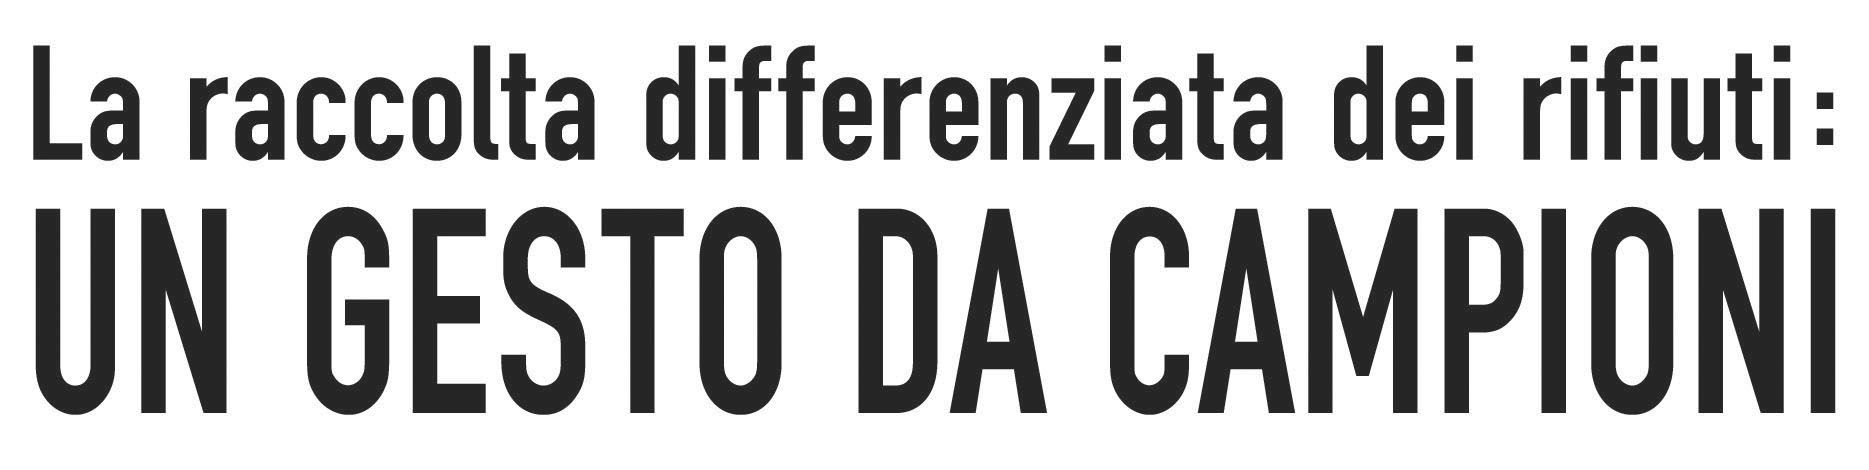 La raccolta differenziata dei rifiuti:
UN GESTO DA CAMPIONI